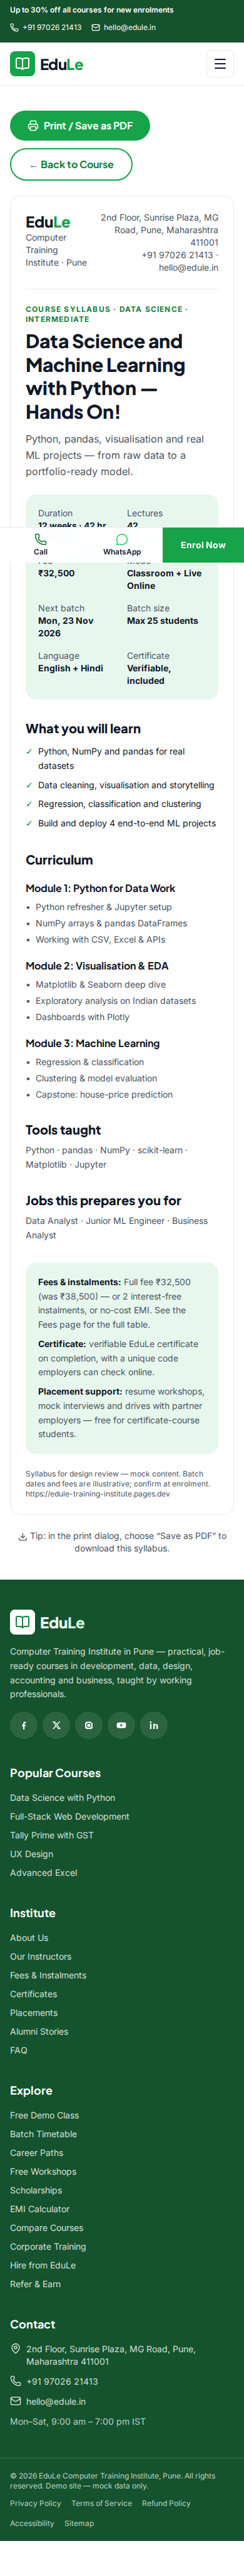 Up to 30% off all courses for new enrolments
+91 97026 21413 hello@edule.in
EduLe
Print / Save as PDF
← Back to Course
EduLe
Computer
Training
Institute · Pune
2nd Floor, Sunrise Plaza, MG
Road, Pune, Maharashtra
411001
+91 97026 21413 ·
hello@edule.in
COURSE SYLLABUS · DATA SCIENCE ·
INTERMEDIATE
Data Science and
Machine Learning
with Python —
Hands On!
Python, pandas, visualisation and real
ML projects — from raw data to a
portfolio-ready model.
Duration
12 weeks · 42 hr
Lectures
42
Call
WhatsApp
Enrol Now
₹32,500
Classroom + Live
Online
Next batch
Mon, 23 Nov
2026
Batch size
Max 25 students
Language
English + Hindi
Certificate
Verifiable,
included
What you will learn
✓ Python, NumPy and pandas for real
datasets
✓ Data cleaning, visualisation and storytelling
✓ Regression, classification and clustering
✓ Build and deploy 4 end-to-end ML projects
Curriculum
Module 1: Python for Data Work
• Python refresher & Jupyter setup
• NumPy arrays & pandas DataFrames
• Working with CSV, Excel & APIs
Module 2: Visualisation & EDA
• Matplotlib & Seaborn deep dive
• Exploratory analysis on Indian datasets
• Dashboards with Plotly
Module 3: Machine Learning
• Regression & classification
• Clustering & model evaluation
• Capstone: house-price prediction
Tools taught
Python · pandas · NumPy · scikit-learn ·
Matplotlib · Jupyter
Jobs this prepares you for
Data Analyst · Junior ML Engineer · Business
Analyst
Fees & instalments: Full fee ₹32,500
(was ₹38,500) — or 2 interest-free
instalments, or no-cost EMI. See the
Fees page for the full table.
Certificate: verifiable EduLe certificate
on completion, with a unique code
employers can check online.
Placement support: resume workshops,
mock interviews and drives with partner
employers — free for certificate-course
students.
Syllabus for design review — mock content. Batch
dates and fees are illustrative; confirm at enrolment.
https://edule-training-institute.pages.dev
Tip: in the print dialog, choose “Save as PDF” to
download this syllabus.
EduLe
Computer Training Institute in Pune — practical, job-
ready courses in development, data, design,
accounting and business, taught by working
professionals.
Popular Courses
Data Science with Python
Full-Stack Web Development
Tally Prime with GST
UX Design
Advanced Excel
Institute
About Us
Our Instructors
Fees & Instalments
Certificates
Placements
Alumni Stories
FAQ
Explore
Free Demo Class
Batch Timetable
Career Paths
Free Workshops
Scholarships
EMI Calculator
Compare Courses
Corporate Training
Hire from EduLe
Refer & Earn
Contact
2nd Floor, Sunrise Plaza, MG Road, Pune,
Maharashtra 411001
+91 97026 21413
hello@edule.in
Mon–Sat, 9:00 am – 7:00 pm IST
© 2026 EduLe Computer Training Institute, Pune. All rights
reserved. Demo site — mock data only.
Privacy Policy Terms of Service Refund Policy
Accessibility Sitemap